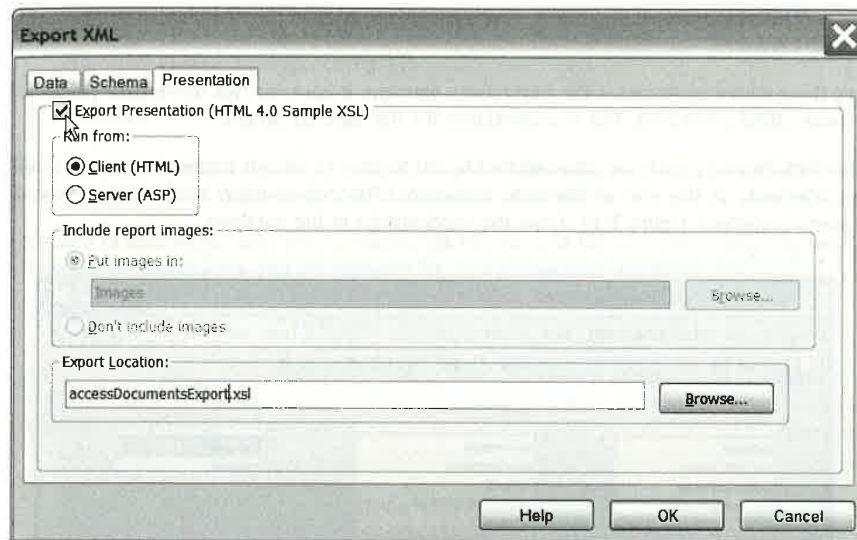 Export XML
Data Schema Presentation
Export Presentation (HTML 4.0 Sample XSL)
Run from:
Client (HTML)
Server (ASP)
Include report images:
Put images in:
Images
Browse...
Don't include images
Export Location:
accessDocumentsExport.xsl
Browse...
Help OK Cancel